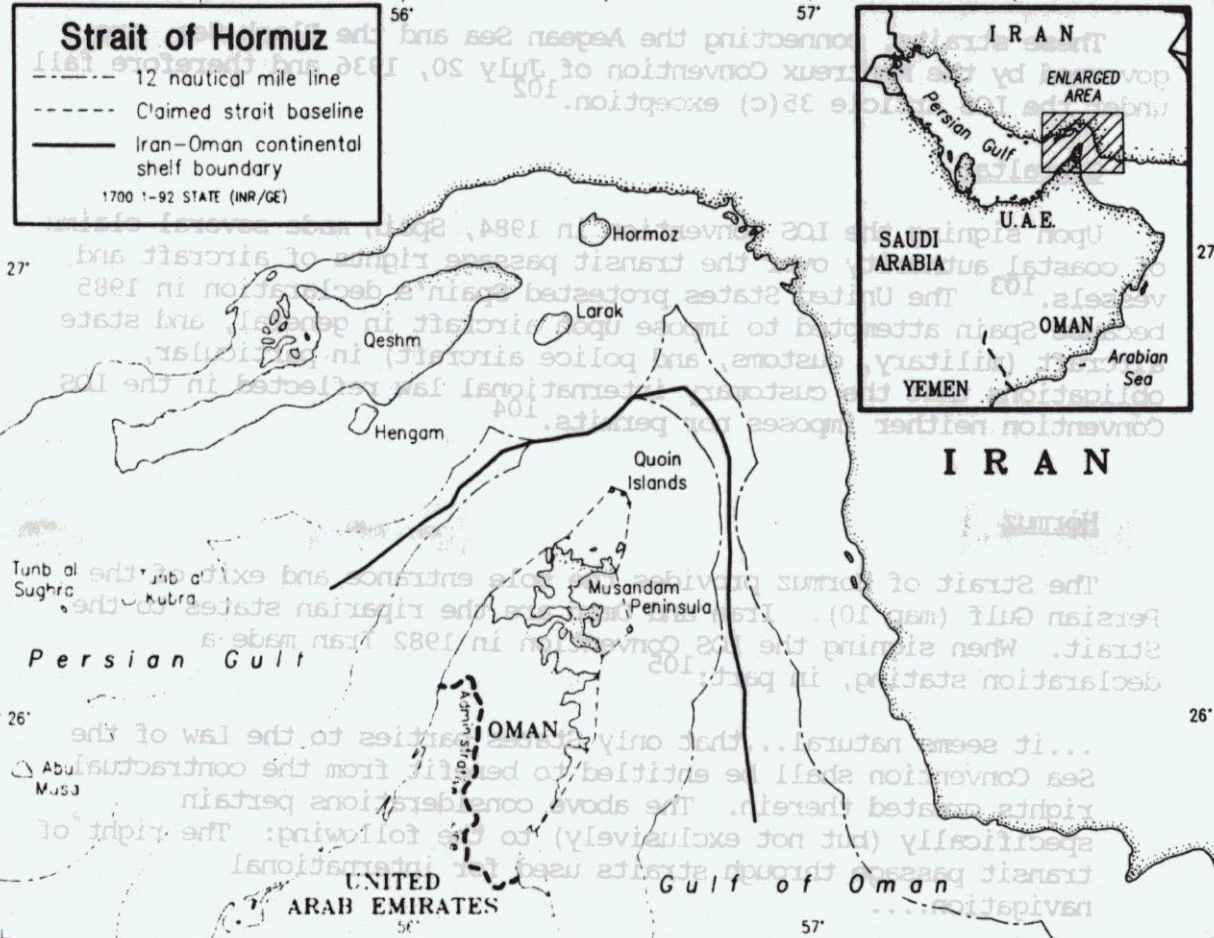 Strait of Hormuz
12 nautical mile line
Claimed strait baseline
Iran-Oman continental
shelf boundary
1700 1-92 STATE (INR/GE)
56°
57°
IRAN
ENLARGED
AREA
Persian Gulf
U.A.E.
SAUDI
ARABIA
OMAN
Arabian
Sea
YEMEN
27°
27°
Hormoz
Larak
Qeshm
Hengam
IRAN
Quoin
Islands
Tunb al
Sughra
Tunb al
Kubra
Musandam
Peninsula
Persian Gulf
26°
26°
OMAN
Abu
Musa
UNITED
ARAB EMIRATES
Gulf of Oman
56°
57°
These straits, connecting the Aegean Sea and the
Convention of July 20, 1936 and therefore fall
under the LOS Article 35(c) exception.102
Upon signing the LOS Convention in 1984, Spain made several claims
of coastal authority over the transit passage rights of aircraft and
vessels.103 The United States protested Spain's declaration in 1985
because Spain attempted to impose upon aircraft in general, and state
aircraft (military, customs, and police aircraft) in particular,
obligations that the customary international law reflected in the LOS
Convention neither imposes nor permits.104
Hormuz
The Strait of Hormuz provides the sole entrance and exit of the
Persian Gulf (map 10). Iran and Oman are the riparian states to the
Strait. When signing the LOS Convention in 1982 Iran made a
declaration stating, in part:105
...it seems natural...that only States parties to the Law of the
Sea Convention shall be entitled to benefit from the contractual
rights created therein. The above considerations pertain
specifically (but not exclusively) to the following: The right of
transit passage through straits used for international
navigation:...